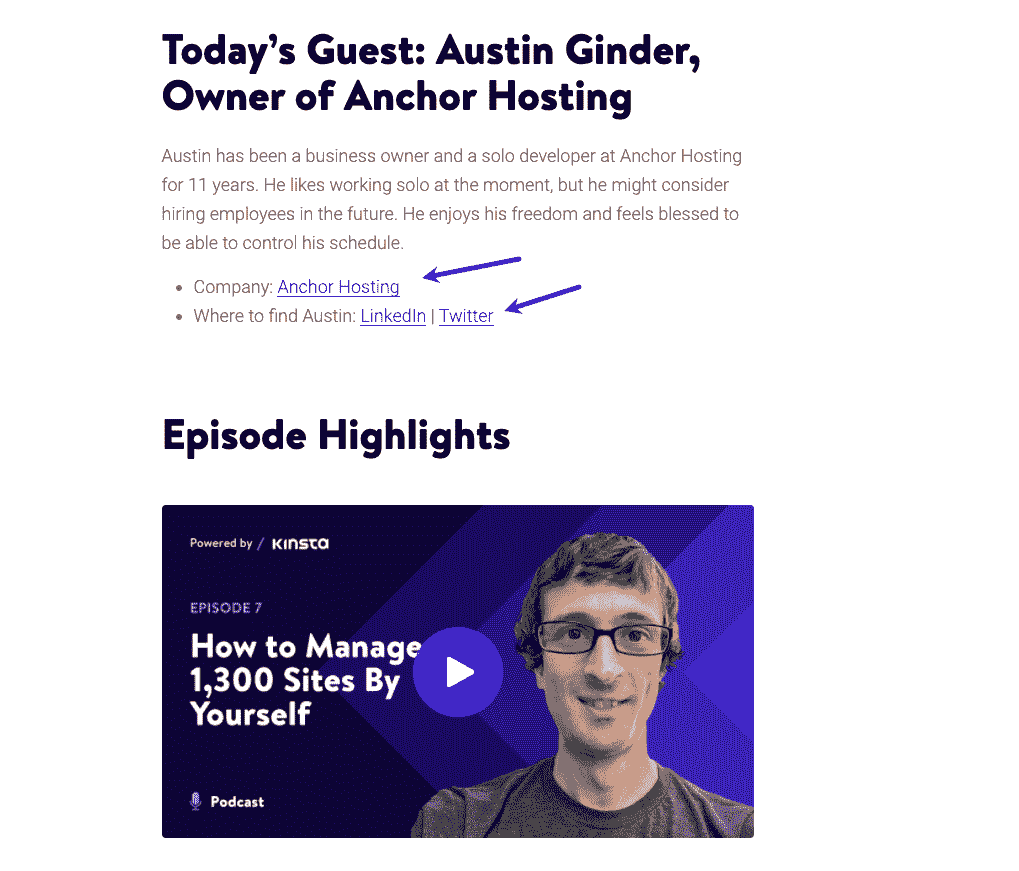 Today’s Guest: Austin Ginder,
Owner of Anchor Hosting
Austin has been a business owner and a solo developer at Anchor Hosting
for 11 years. He likes working solo at the moment, but he might consider
hiring employees in the future. He enjoys his freedom and feels blessed to
be able to control his schedule.
• Company: Anchor Hosting
• Where to find Austin: LinkedIn | Twitter
Episode Highlights
Powered by / KINSTA
EPISODE 7
How to Manage
1,300 Sites By
Yourself
Podcast